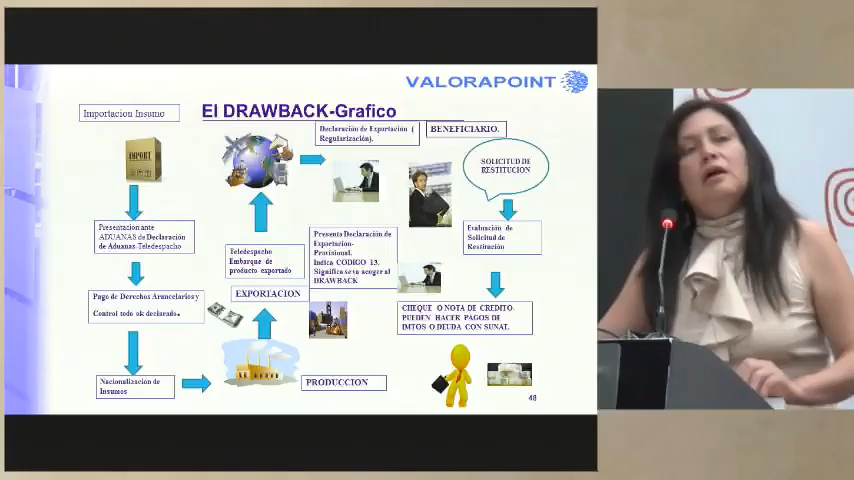 VALORAPOINT
Importacion Insumo
El DRAWBACK-Grafico
Declaración de Exportación (
Regularización).
BENEFICIARIO.
IMPORT
SOLICITUD DE
RESTITUCION
Presentacion ante
ADUANAS de Declaración
de Aduanas-Teledespacho
Teledespacho
Embarque de
producto exportado
Presenta Declaración de
Exportacion-
Provisional.
Indica CODIGO 13.
Significa se va acoger al
DRAWBACK
Evaluación de
Solicitud de
Restitución
Pago de Derechos Arancelarios y
Control todo ok declarado.
EXPORTACION
CHEQUE O NOTA DE CREDITO-
PUEDEN HACER PAGOS DE
IMTOS O DEUDA CON SUNAT.
Nacionalización de
Insumos
PRODUCCION
48